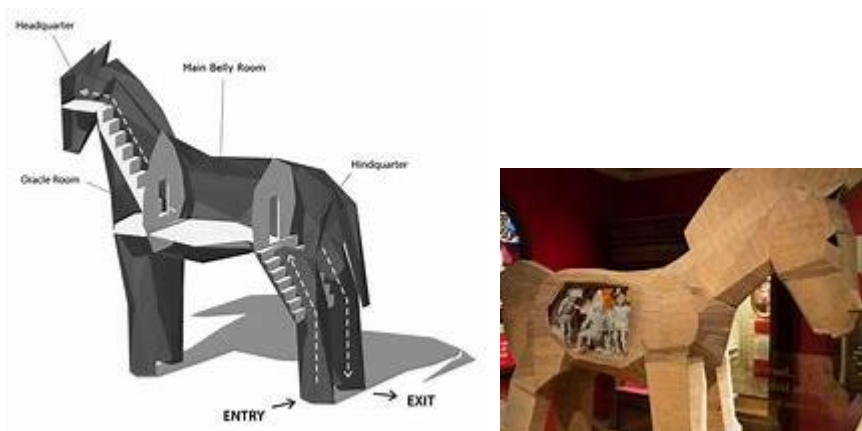 Headquarter
Main Belly Room
Hindquarter
Oracle Room
ENTRY
EXIT